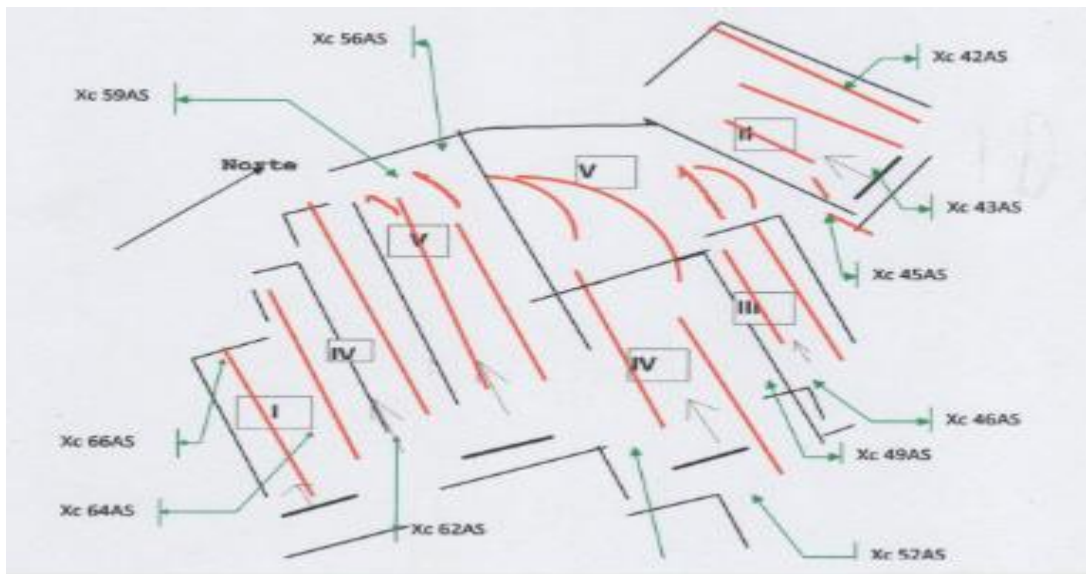 Xc 56AS
Xc 42AS
Xc 59AS
II
Norte
V
Xc 43AS
V
Xc 45AS
III
IV
IV
I
Xc 46AS
Xc 66AS
Xc 49AS
Xc 64AS
Xc 62AS
Xc 52AS